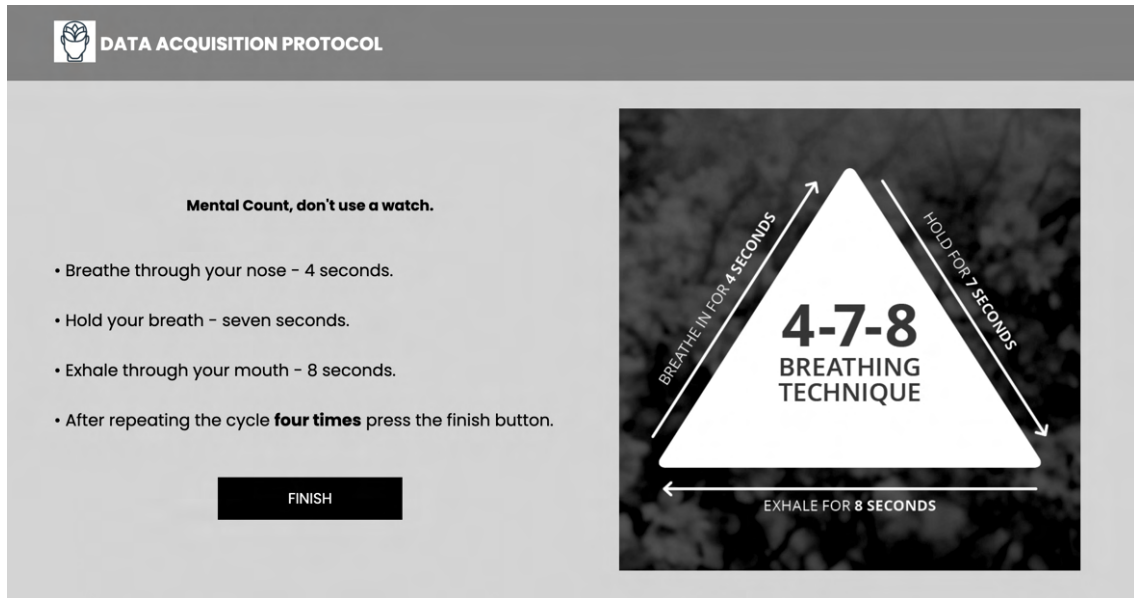 DATA ACQUISITION PROTOCOL
Mental Count, don't use a watch.
• Breathe through your nose - 4 seconds.
• Hold your breath - seven seconds.
• Exhale through your mouth - 8 seconds.
• After repeating the cycle four times press the finish button.
FINISH
BREATHE IN FOR 4 SECONDS
HOLD FOR 7 SECONDS
4-7-8
BREATHING
TECHNIQUE
EXHALE FOR 8 SECONDS